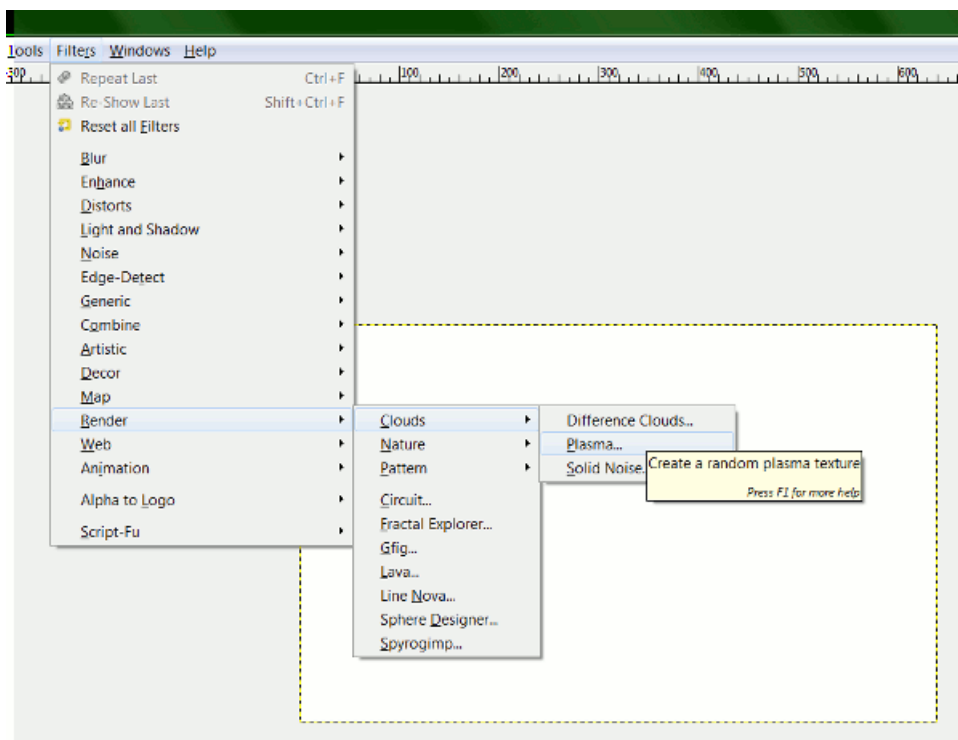 Tools Filters Windows Help
100 200 300 400 500 600
Repeat Last Ctrl+F
Re-Show Last Shift+Ctrl+F
Reset all Filters
Blur
Enhance
Distorts
Light and Shadow
Noise
Edge-Detect
Generic
Combine
Artistic
Decor
Map
Render
Web
Animation
Alpha to Logo
Script-Fu
Clouds
Nature
Pattern
Circuit...
Fractal Explorer...
Gfig...
Lava...
Line Nova...
Sphere Designer...
Spyrogimp...
Difference Clouds...
Plasma...
Solid Noise.
Create a random plasma texture
Press F1 for more help